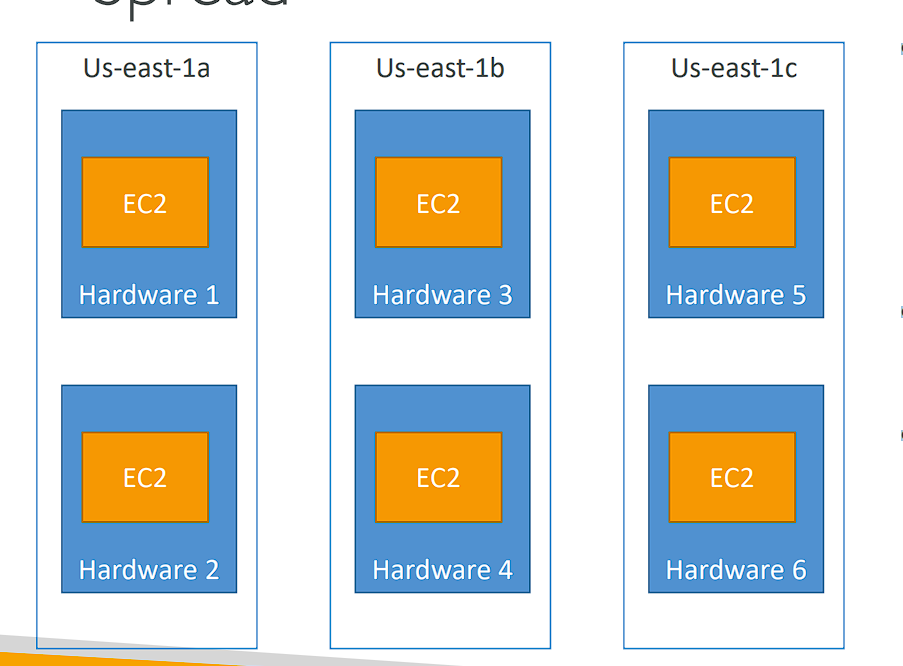 Spread
Us-east-1a
EC2
Hardware 1
EC2
Hardware 2
Us-east-1b
EC2
Hardware 3
EC2
Hardware 4
Us-east-1c
EC2
Hardware 5
EC2
Hardware 6